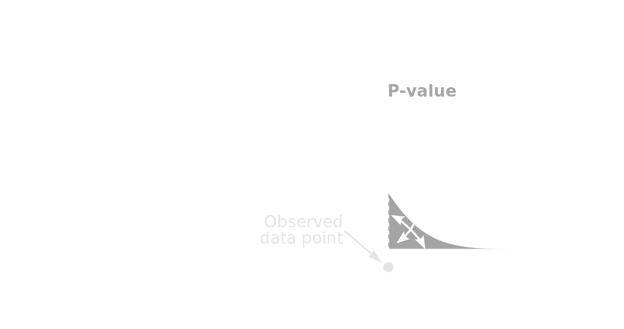 P-value
Observed
data point